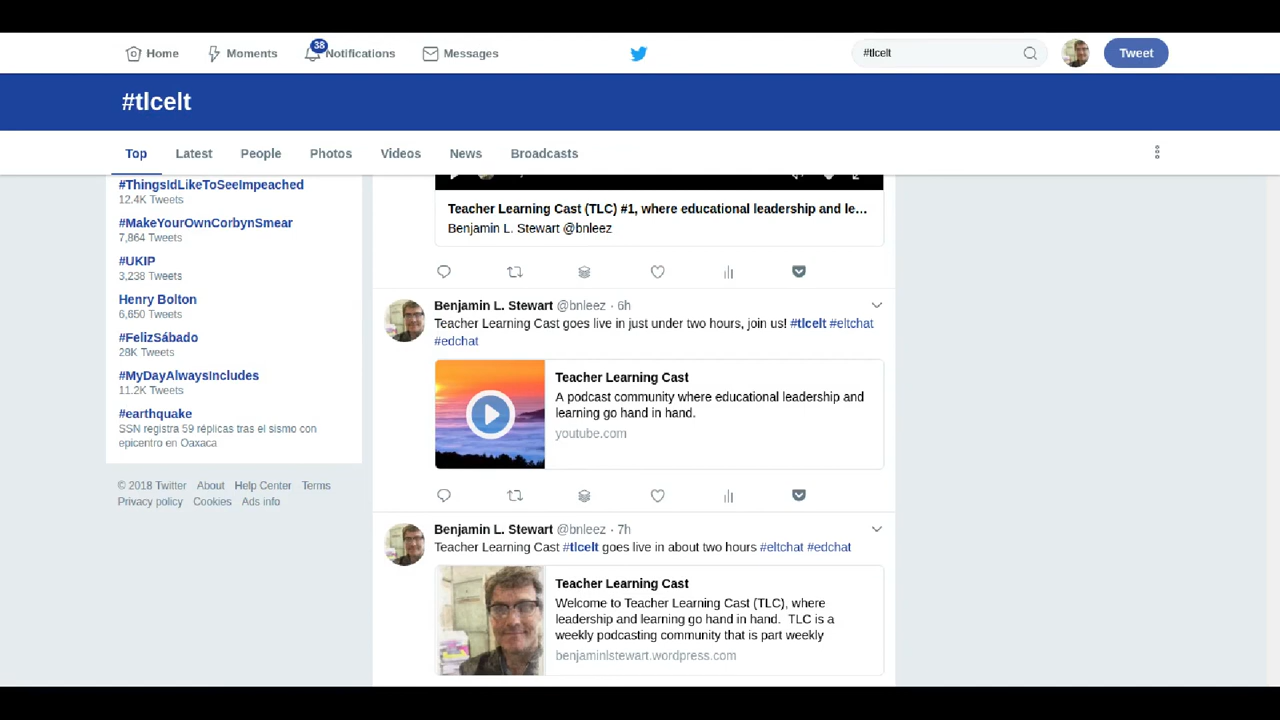 Home
Moments
38
Notifications
Messages
#tlcelt
Tweet
#tlcelt
Top
Latest
People
Photos
Videos
News
Broadcasts
#ThingsIdLikeToSeeImpeached
12.4K Tweets
#MakeYourOwnCorbynSmear
7,864 Tweets
#UKIP
3,238 Tweets
Henry Bolton
6,650 Tweets
#FelizSábado
28K Tweets
#MyDayAlwaysIncludes
11.2K Tweets
#earthquake
SSN registra 59 réplicas tras el sismo con
epicentro en Oaxaca
© 2018 Twitter About Help Center Terms
Privacy policy Cookies Ads info
Teacher Learning Cast (TLC) #1, where educational leadership and le...
Benjamin L. Stewart @bnleez
Benjamin L. Stewart @bnleez · 6h
Teacher Learning Cast goes live in just under two hours, join us! #tlcelt #eltchat
#edchat
Teacher Learning Cast
A podcast community where educational leadership and
learning go hand in hand.
youtube.com
Benjamin L. Stewart @bnleez · 7h
Teacher Learning Cast #tlcelt goes live in about two hours #eltchat #edchat
Teacher Learning Cast
Welcome to Teacher Learning Cast (TLC), where
leadership and learning go hand in hand. TLC is a
weekly podcasting community that is part weekly
benjaminlstewart.wordpress.com